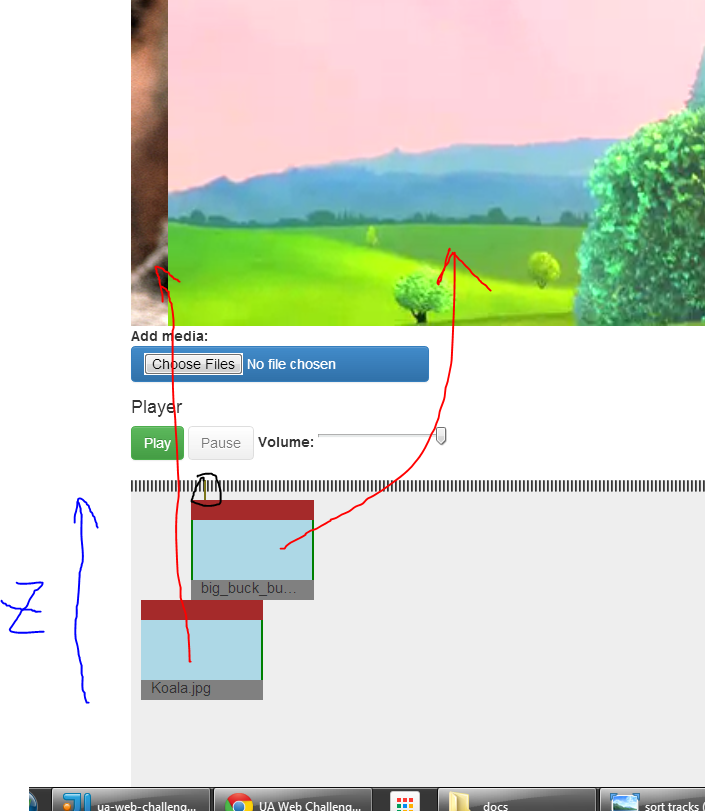 Add media:
Choose Files No file chosen
Player
Play Pause Volume:
big_buck_bu...
Z
Koala.jpg
ua-web-challeng... UA Web Challeng... docs sort tracks (